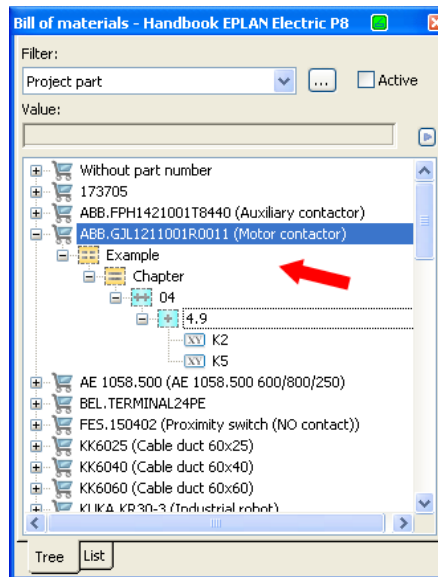 Bill of materials - Handbook EPLAN Electric P8
Filter:
Project part
...
Active
Value:
Without part number
173705
ABB.FPH1421001T8440 (Auxiliary contactor)
ABB.GJL1211001R0011 (Motor contactor)
Example
Chapter
04
4.9
XY K2
XY K5
AE 1058.500 (AE 1058.500 600/800/250)
BEL.TERMINAL24PE
FES.150402 (Proximity switch (NO contact))
KK6025 (Cable duct 60x25)
KK6040 (Cable duct 60x40)
KK6060 (Cable duct 60x60)
KUKA.KR30-3 (Industrial robot)
Tree List